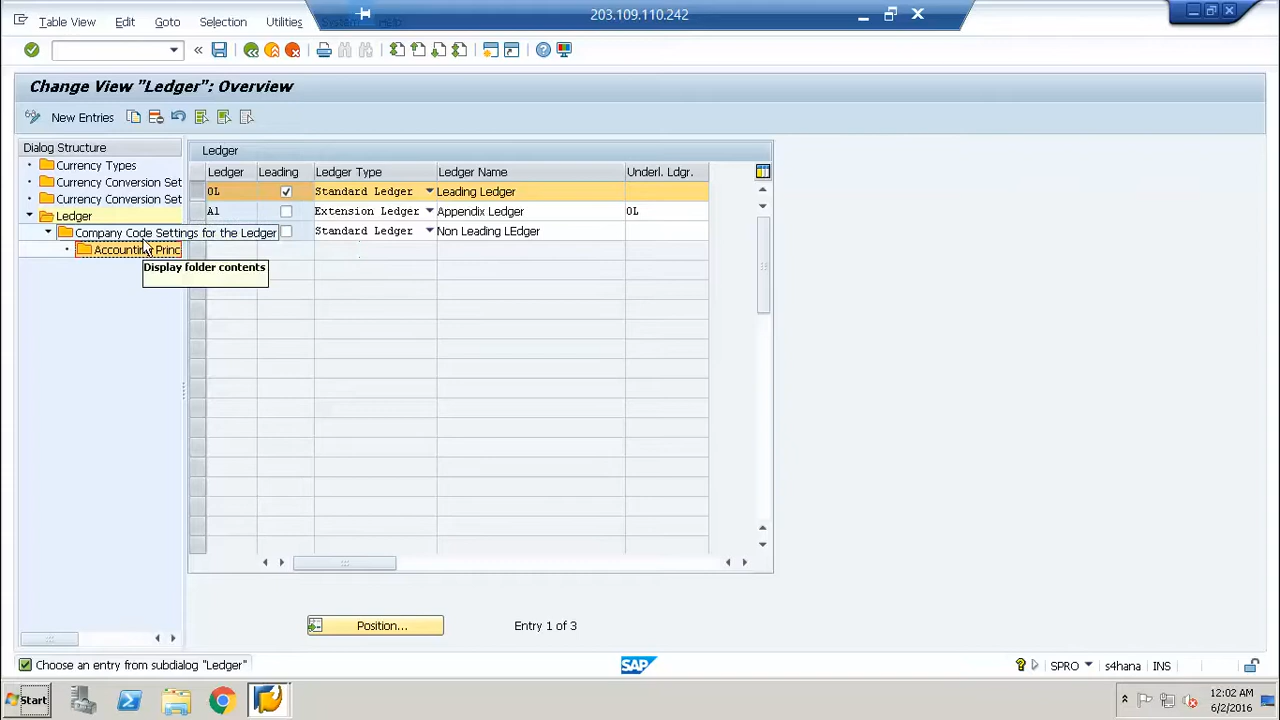 203.109.110.242
Table View Edit Goto Selection Utilities System Help
Change View "Ledger": Overview
New Entries
Dialog Structure
Currency Types
Currency Conversion Set
Currency Conversion Set
Ledger
Company Code Settings for the Ledger
Accounting Princ
Display folder contents
Ledger
Ledger Leading Ledger Type Ledger Name Underl. Ldgr.
0L Standard Ledger Leading Ledger
A1 Extension Ledger Appendix Ledger 0L
Standard Ledger Non Leading LEdger
Position... Entry 1 of 3
Choose an entry from subdialog "Ledger"
SAP
SPRO s4hana INS
Start
12:02 AM
6/2/2016